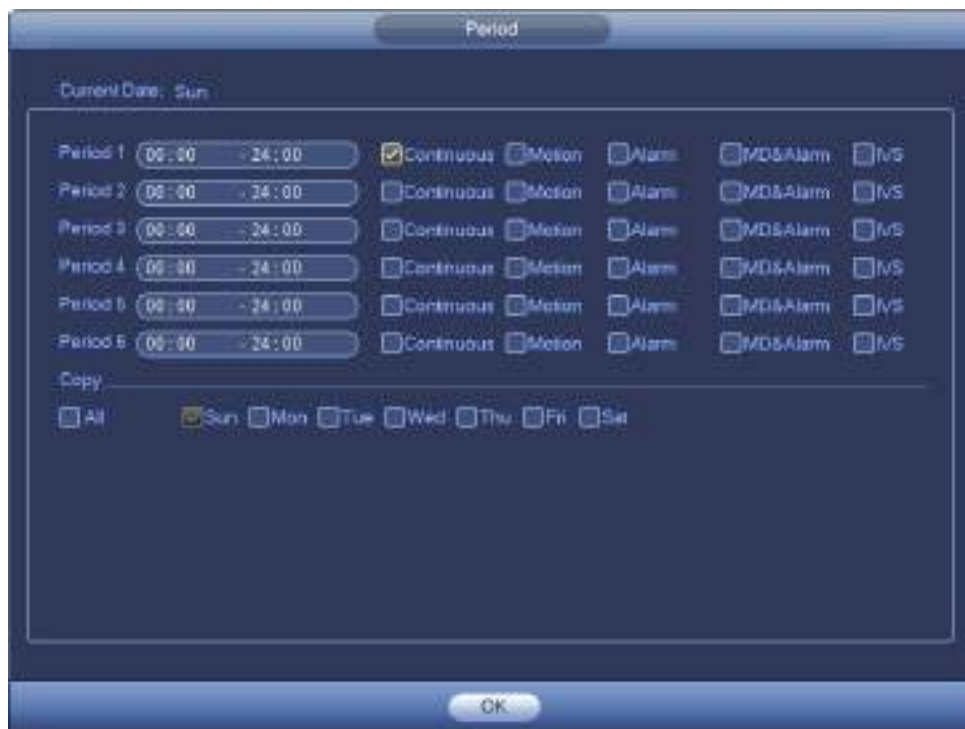 Period
Current Date: Sun
Period 1 00:00 - 24:00 Continuous Motion Alarm MD&Alarm IVS
Period 2 00:00 - 24:00 Continuous Motion Alarm MD&Alarm IVS
Period 3 00:00 - 24:00 Continuous Motion Alarm MD&Alarm IVS
Period 4 00:00 - 24:00 Continuous Motion Alarm MD&Alarm IVS
Period 5 00:00 - 24:00 Continuous Motion Alarm MD&Alarm IVS
Period 6 00:00 - 24:00 Continuous Motion Alarm MD&Alarm IVS
Copy
All Sun Mon Tue Wed Thu Fri Sat
OK